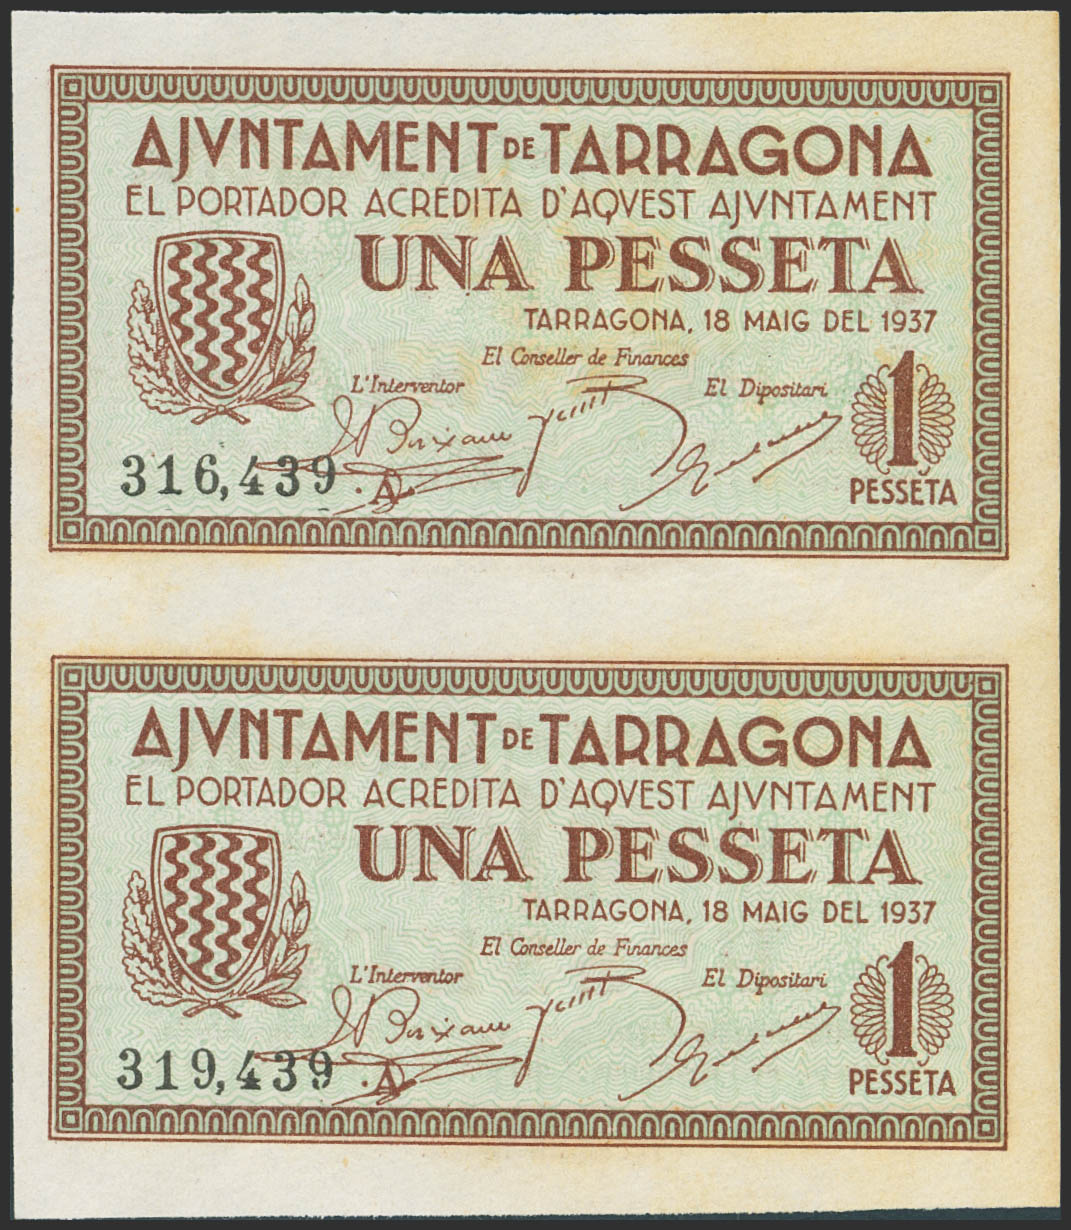 AJVNTAMENT DE TARRAGONA
EL PORTADOR ACREDITA D'AQVEST AJVNTAMENT
UNA PESSETA
TARRAGONA, 18 MAIG DEL 1937
El Conseller de Finances
L'Interventor
El Dipositari
316,439
.A
1
PESSETA
AJVNTAMENT DE TARRAGONA
EL PORTADOR ACREDITA D'AQVEST AJVNTAMENT
UNA PESSETA
TARRAGONA, 18 MAIG DEL 1937
El Conseller de Finances
L'Interventor
El Dipositari
319,439
.A
1
PESSETA